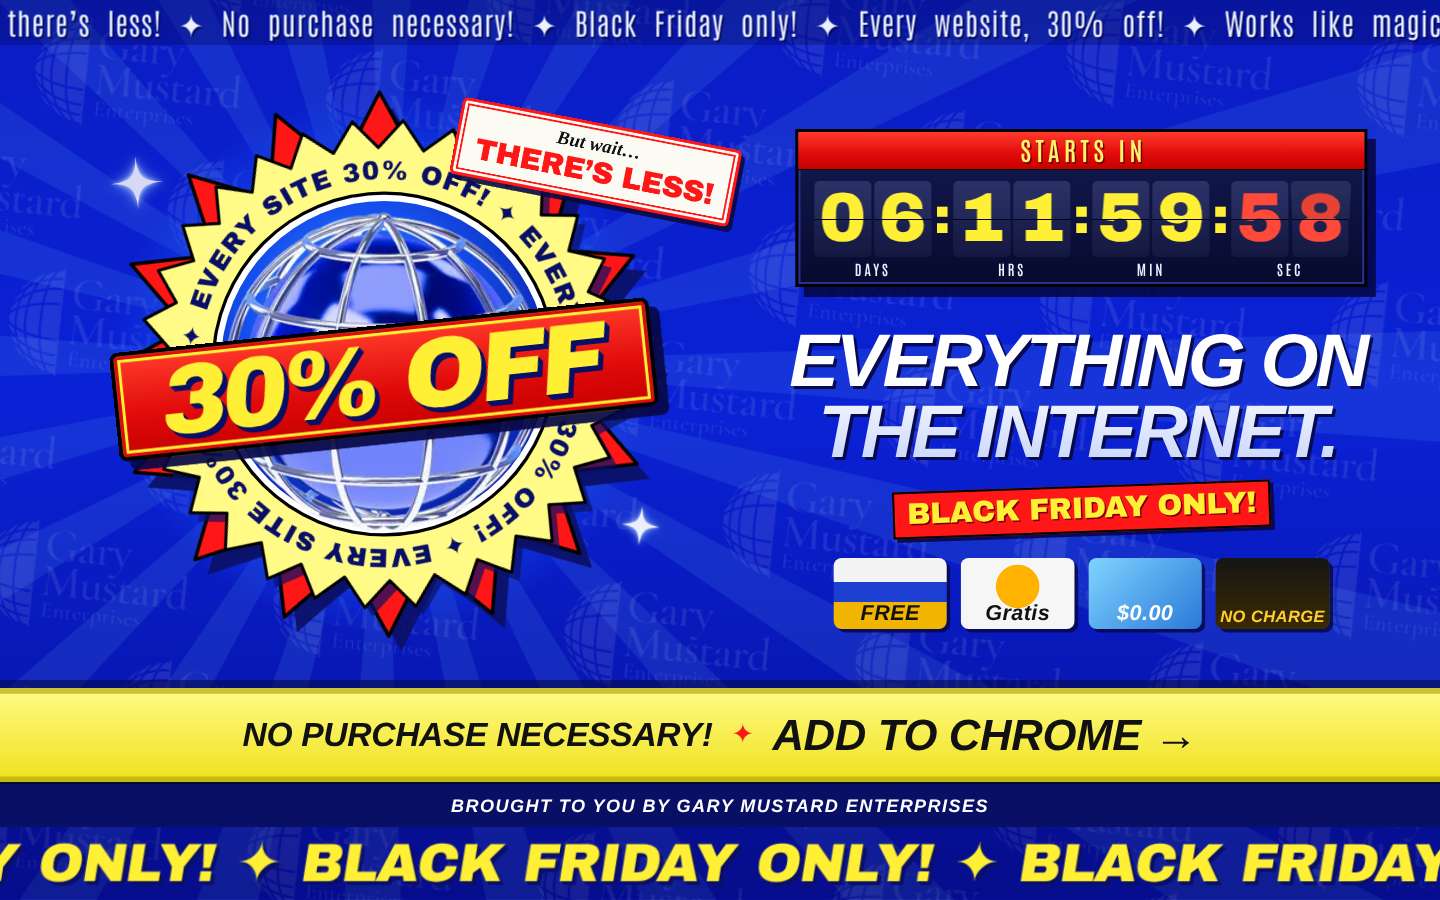 there’s less! ✦ No purchase necessary! ✦ Black Friday only! ✦ Every website, 30% off! ✦ Works like magic
EVERY SITE 30% OFF! ✦ EVERY SITE 30% OFF! ✦
But wait…
THERE’S LESS!
30% OFF
STARTS IN
06:11:59:58
DAYS HRS MIN SEC
EVERYTHING ON
THE INTERNET.
BLACK FRIDAY ONLY!
FREE Gratis $0.00 NO CHARGE
NO PURCHASE NECESSARY! ✦ ADD TO CHROME →
BROUGHT TO YOU BY GARY MUSTARD ENTERPRISES
Y ONLY! ✦ BLACK FRIDAY ONLY! ✦ BLACK FRIDAY
Gary
Mustard
Enterprises